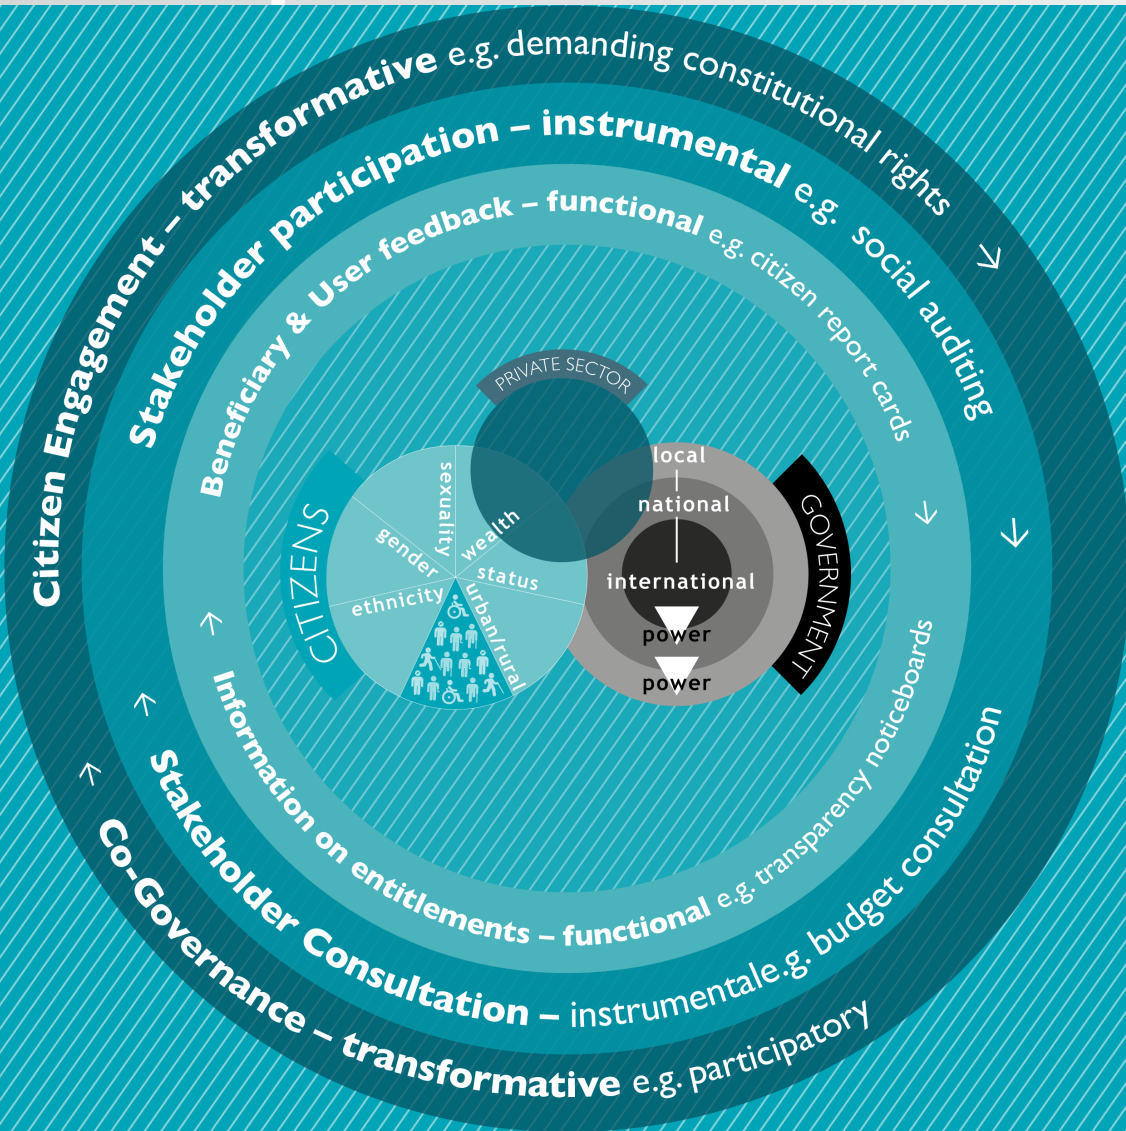 Citizen Engagement – transformative e.g. demanding constitutional rights
Stakeholder participation – instrumental e.g. social auditing
Beneficiary & User feedback – functional e.g. citizen report cards
PRIVATE SECTOR
CITIZENS
sexuality
wealth
gender
status
ethnicity
urban/rural
local
national
international
power
power
GOVERNMENT
Information on entitlements – functional e.g. transparency noticeboards
Stakeholder Consultation – instrumentale.g. budget consultation
Co-Governance – transformative e.g. participatory